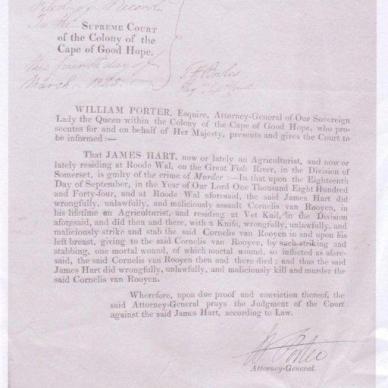 To the
Supreme Court
of the Colony of the
Cape of Good Hope.
this
day of
March
WILLIAM PORTER, Esquire, Attorney-General of Our Sovereign
Lady the Queen within the Colony of the Cape of Good Hope, who pro-
secutes for and on behalf of Her Majesty, presents and gives the Court to
be informed:—
That JAMES HART, now or lately an Agriculturist, and now or
lately residing at Roode Wal, on the Great Fish River, in the Division of
Somerset, is guilty of the crime of Murder:—In that upon the Eighteenth
Day of September, in the Year of Our Lord One Thousand Eight Hundred
and Forty-four, and at Roode Wal aforesaid, the said James Hart did
wrongfully, unlawfully, and maliciously assault Cornelis van Rooyen, in
his lifetime an Agriculturist, and residing at Vet Kuil, in the Division
aforesaid, and did then and there, with a Knife, wrongfully, unlawfully, and
maliciously strike and stab the said Cornelis van Rooyen in and upon his
left breast, giving to the said Cornelis van Rooyen, by such striking and
stabbing, one mortal wound, of which mortal wound, so inflicted as afore-
said, the said Cornelis van Rooyen then and there died; and thus the said
James Hart did wrongfully, unlawfully, and maliciously kill and murder the
said Cornelis van Rooyen.
Wherefore, upon due proof and conviction thereof, the
said Attorney-General prays the Judgment of the Court
against the said James Hart, according to Law.
Porter
Attorney-General.